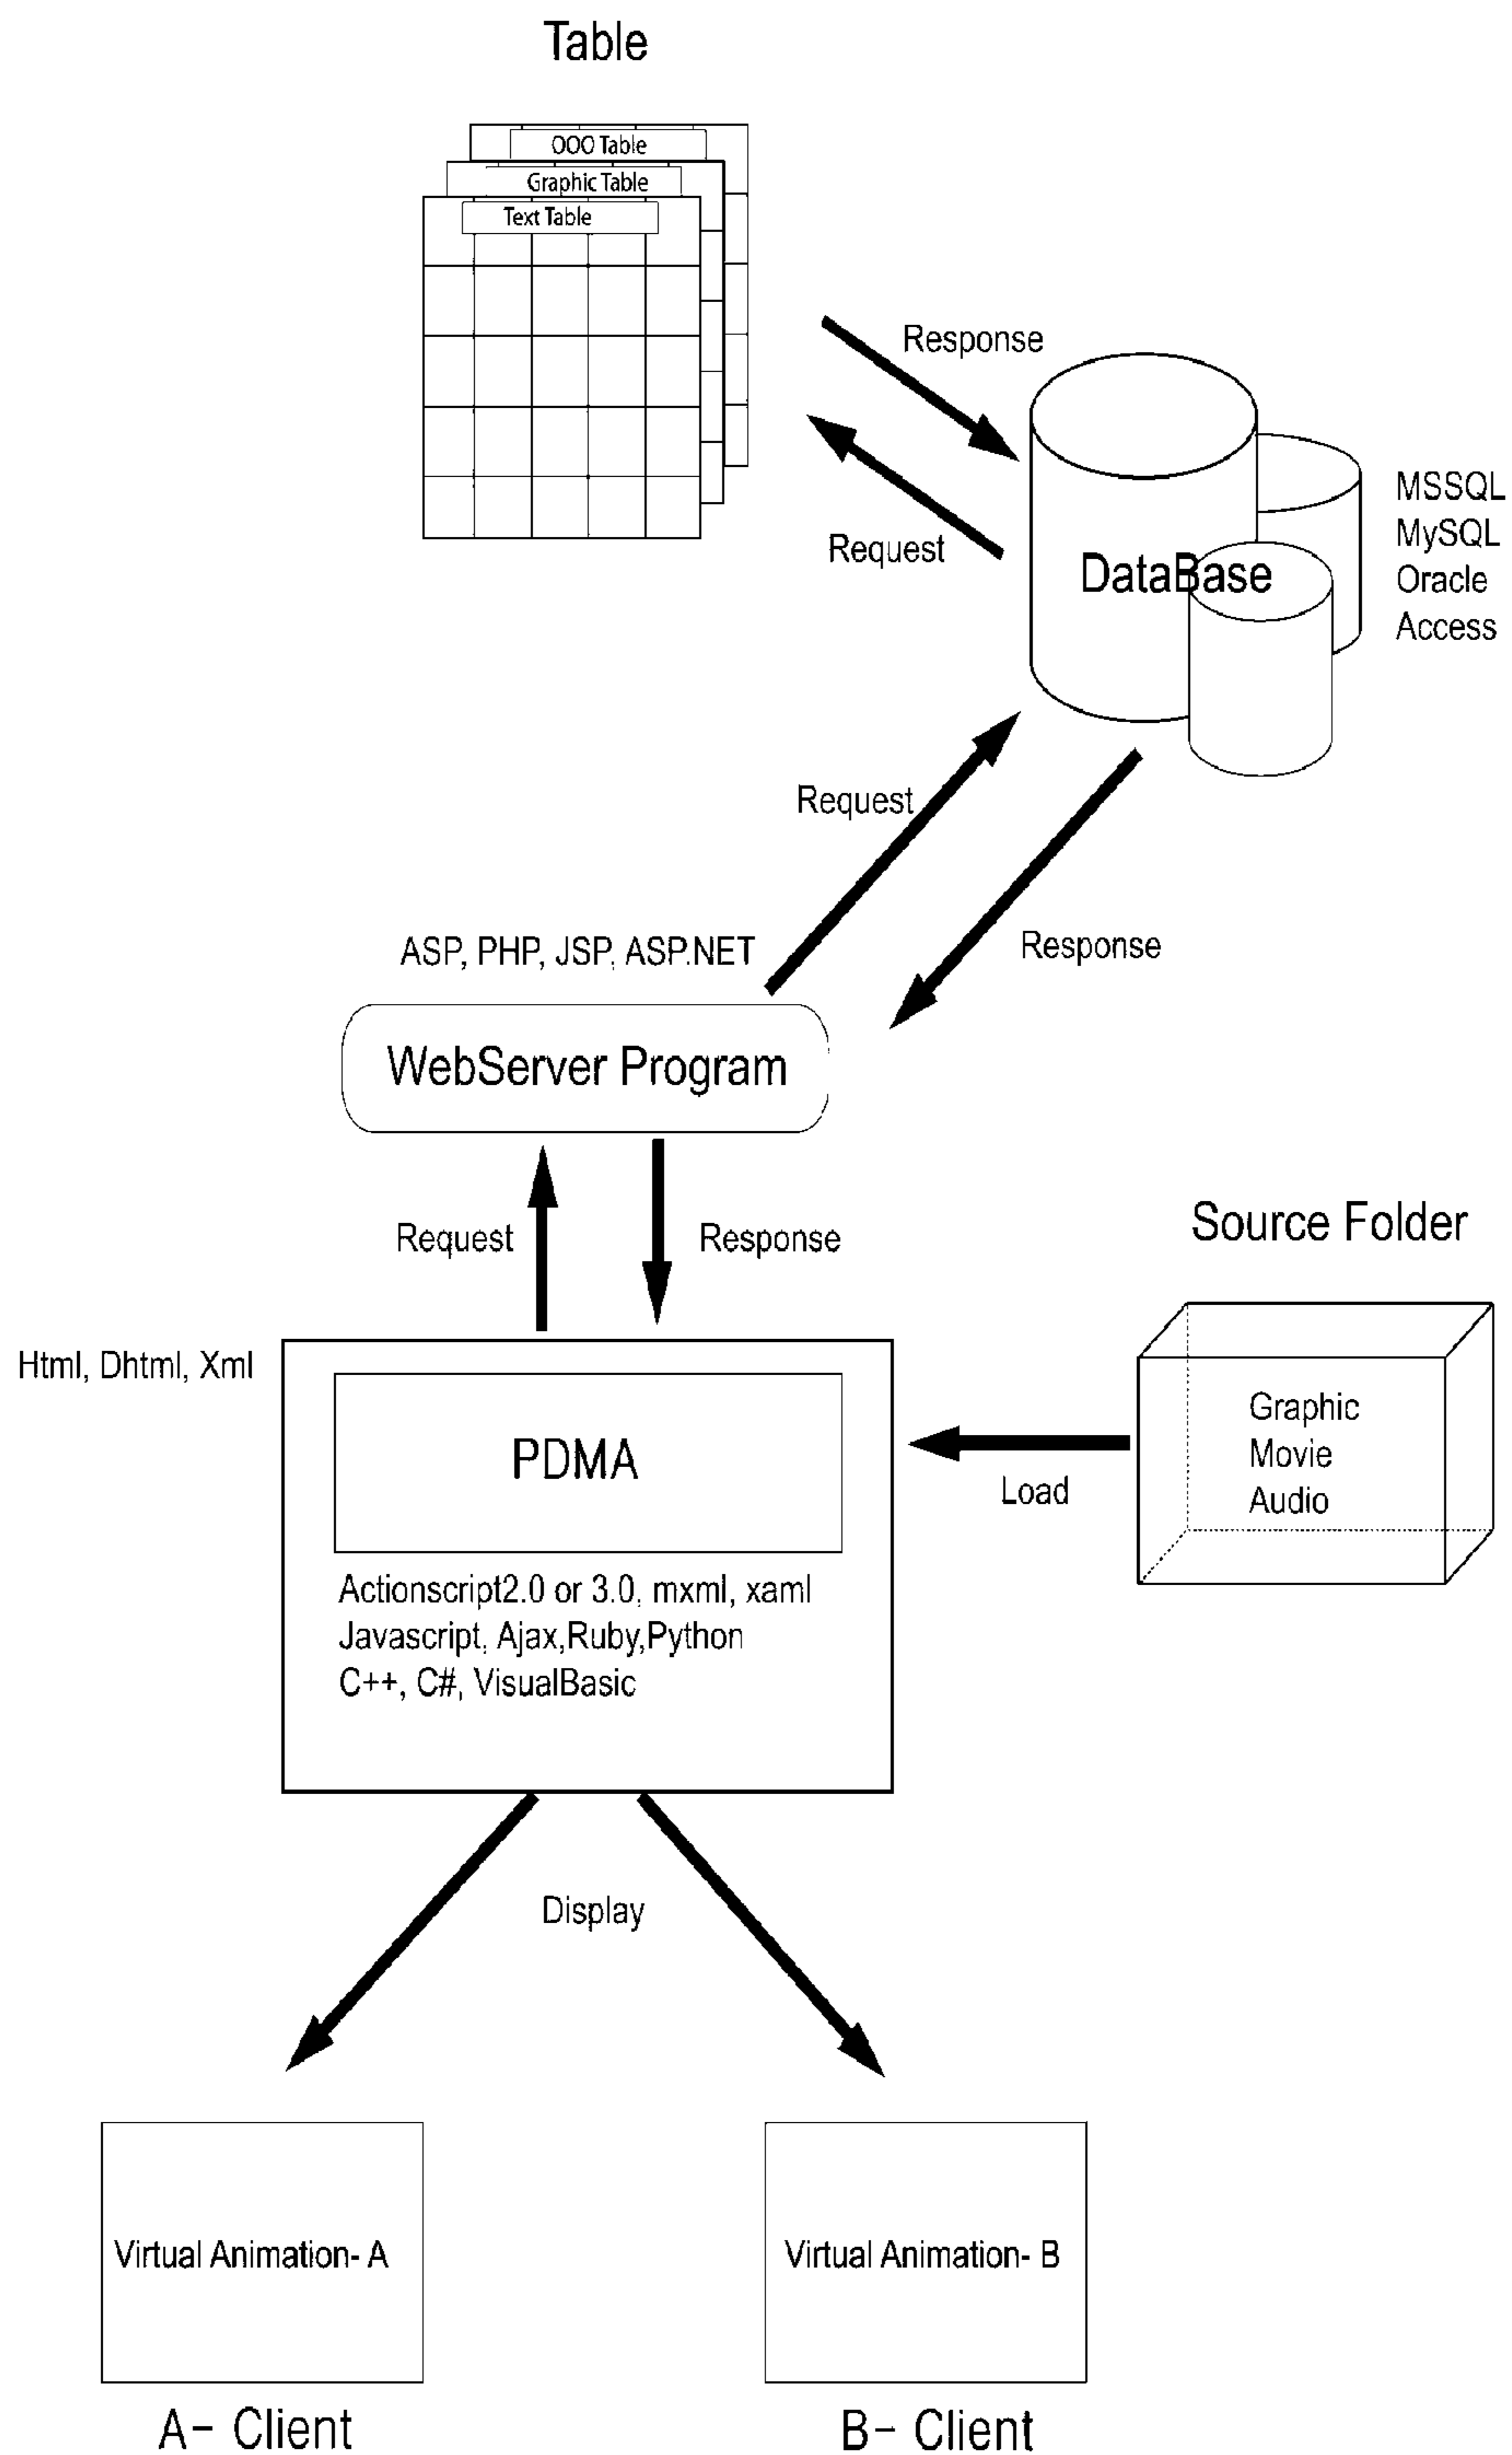 Table
OOO Table
Graphic Table
Text Table
Response
Request
DataBase
MSSQL
MySQL
Oracle
Access
Request
Response
ASP, PHP, JSP, ASP.NET
WebServer Program
Request
Response
Source Folder
Html, Dhtml, Xml
PDMA
Graphic
Movie
Audio
Load
Actionscript2.0 or 3.0, mxml, xaml
Javascript, Ajax,Ruby,Python
C++, C#, VisualBasic
Display
Virtual Animation- A
Virtual Animation- B
A- Client
B- Client